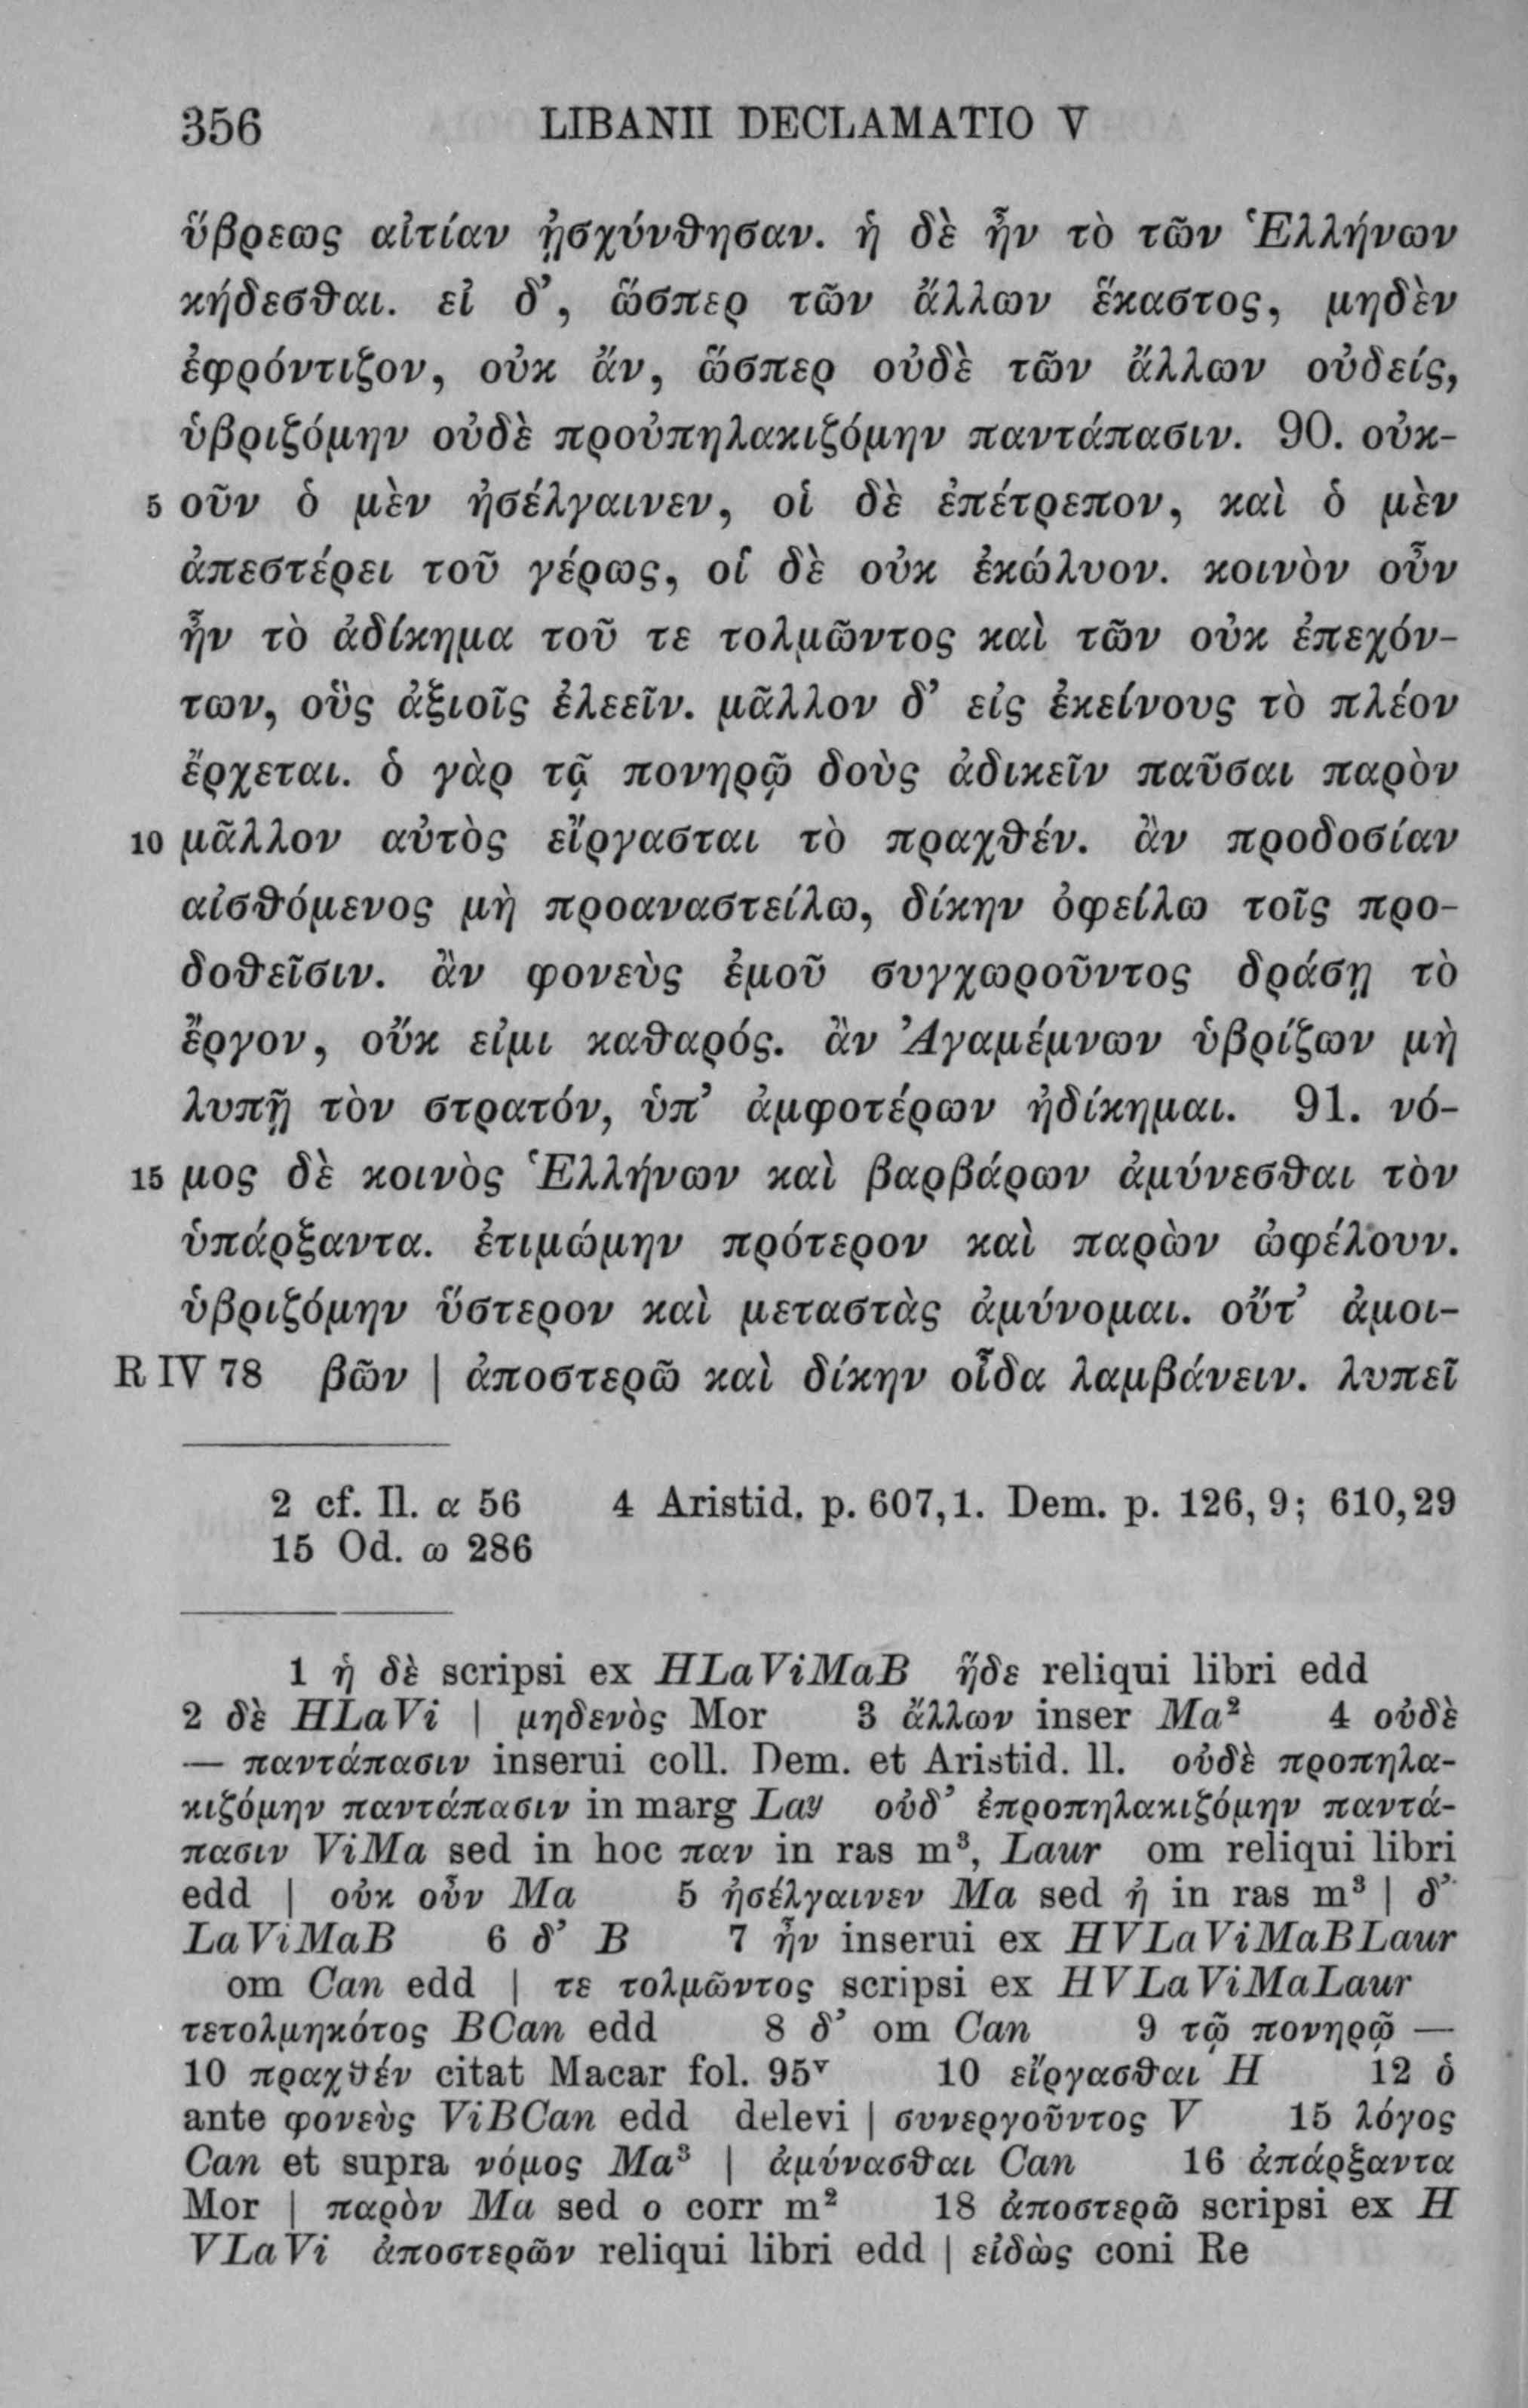 356 LIBANII DECLAMATIO V
ὕβρεως αἰτίαν ᾐσχύνθησαν. ἡ δὲ ἦν τὸ τῶν Ἑλλήνων
κήδεσθαι. εἰ δ’, ὥσπερ τῶν ἄλλων ἕκαστος, μηδὲν
ἐφρόντιζον, οὐκ ἄν, ὥσπερ οὐδὲ τῶν ἄλλων οὐδείς,
ὑβριζόμην οὐδὲ προὐπηλακιζόμην παντάπασιν. 90. οὐκ-
5 οῦν ὁ μὲν ἠσέλγαινεν, οἱ δὲ ἐπέτρεπον, καὶ ὁ μὲν
ἀπεστέρει τοῦ γέρως, οἱ δὲ οὐκ ἐκώλυον. κοινὸν οὖν
ἦν τὸ ἀδίκημα τοῦ τε τολμῶντος καὶ τῶν οὐκ ἐπεχόν-
των, οὓς ἀξιοῖς ἐλεεῖν. μᾶλλον δ’ εἰς ἐκείνους τὸ πλέον
ἔρχεται. ὁ γὰρ τῷ πονηρῷ δοὺς ἀδικεῖν παῦσαι παρὸν
10 μᾶλλον αὐτὸς εἴργασται τὸ πραχθέν. ἂν προδοσίαν
αἰσθόμενος μὴ προαναστείλω, δίκην ὀφείλω τοῖς προ-
δοθεῖσιν. ἂν φονεὺς ἐμοῦ συγχωροῦντος δράσῃ τὸ
ἔργον, οὔκ εἰμι καθαρός. ἂν Ἀγαμέμνων ὑβρίζων μὴ
λυπῇ τὸν στρατόν, ὑπ’ ἀμφοτέρων ἠδίκημαι. 91. νό-
15 μος δὲ κοινὸς Ἑλλήνων καὶ βαρβάρων ἀμύνεσθαι τὸν
ὑπάρξαντα. ἐτιμώμην πρότερον καὶ παρὼν ὠφέλουν.
ὑβριζόμην ὕστερον καὶ μεταστὰς ἀμύνομαι. οὔτ’ ἀμοι-
R IV 78 βῶν | ἀποστερῶ καὶ δίκην οἶδα λαμβάνειν. λυπεῖ
2 cf. Il. α 56 4 Aristid. p. 607,1. Dem. p. 126, 9; 610,29
15 Od. ω 286
1 ἡ δὲ scripsi ex HLaViMaB ἥδε reliqui libri edd
2 δὲ HLaVi | μηδενὸς Mor 3 ἄλλων inser Ma² 4 οὐδὲ
— παντάπασιν inserui coll. Dem. et Aristid. ll. οὐδὲ προπηλα-
κιζόμην παντάπασιν in marg Laʸ οὐδ’ ἐπροπηλακιζόμην παντά-
πασιν ViMa sed in hoc παν in ras m³, Laur om reliqui libri
edd | οὐκ οὖν Ma 5 ἠσέλγαινεν Ma sed ἠ in ras m³ | δ’
LaViMaB 6 δ’ B 7 ἦν inserui ex HVLaViMaBLaur
om Can edd | τε τολμῶντος scripsi ex HVLaViMaLaur
τετολμηκότος BCan edd 8 δ’ om Can 9 τῷ πονηρῷ —
10 πραχθέν citat Macar fol. 95ᵛ 10 εἴργασθαι H 12 ὁ
ante φονεὺς ViBCan edd delevi | συνεργοῦντος V 15 λόγος
Can et supra νόμος Ma³ | ἀμύνασθαι Can 16 ἀπάρξαντα
Mor | παρὸν Ma sed ο corr m² 18 ἀποστερῶ scripsi ex H
VLaVi ἀποστερῶν reliqui libri edd | εἰδὼς coni Re